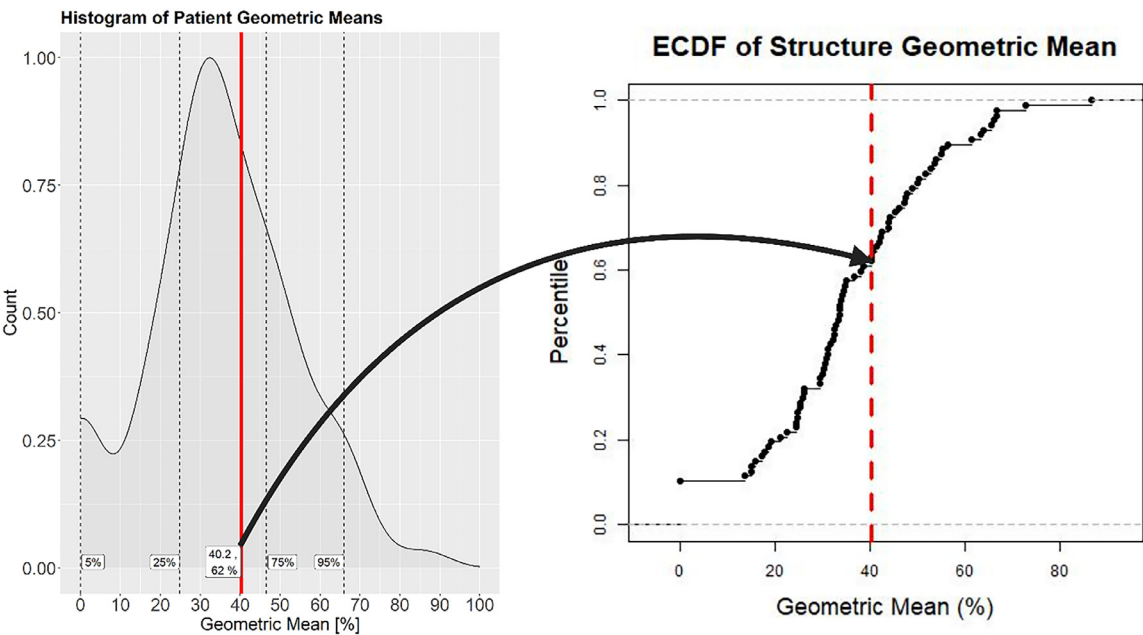 Histogram of Patient Geometric Means
1.00
0.75
0.50
0.25
0.00
Count
5%
25%
40.2 ,
62 %
75%
95%
0 10 20 30 40 50 60 70 80 90 100
Geometric Mean [%]
ECDF of Structure Geometric Mean
1.0
0.8
0.6
0.4
0.2
0.0
Percentile
0 20 40 60 80
Geometric Mean (%)